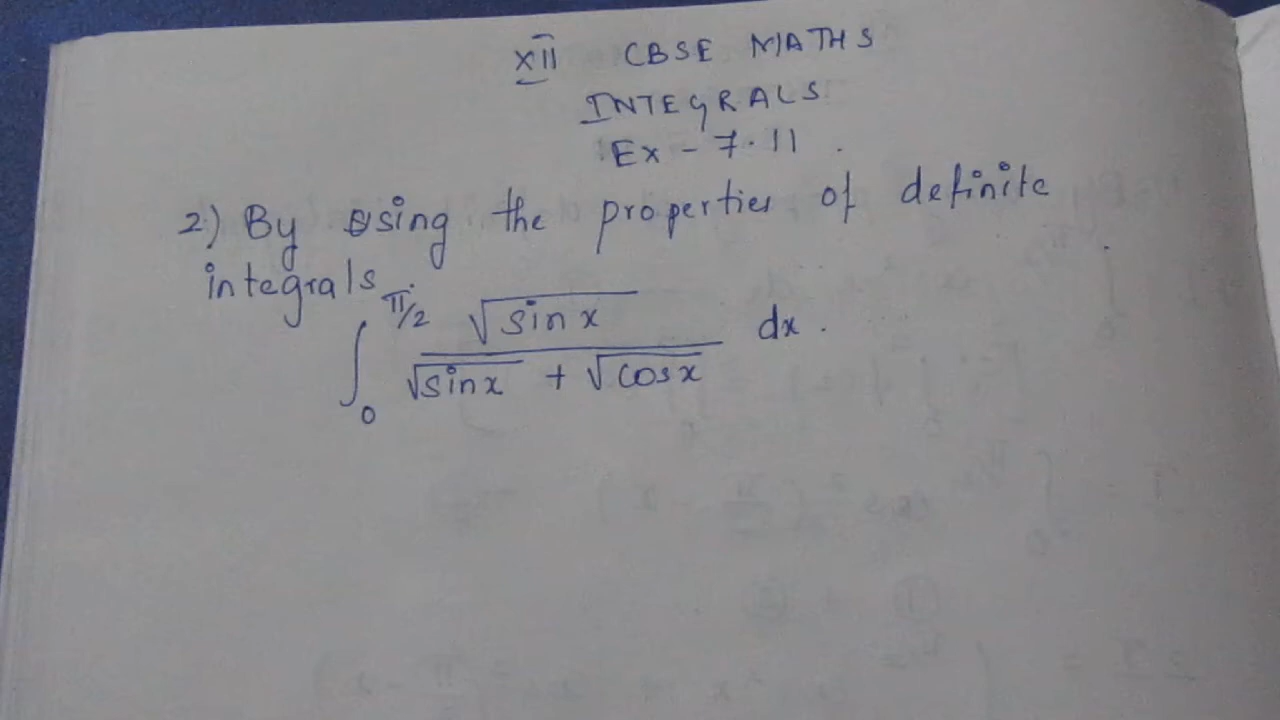 XII CBSE MATHS
INTEGRALS
Ex - 7.11 .
2) By using the properties of definite
integrals.
∫₀^{π/2} √(sin x) / (√(sin x) + √(cos x)) dx .